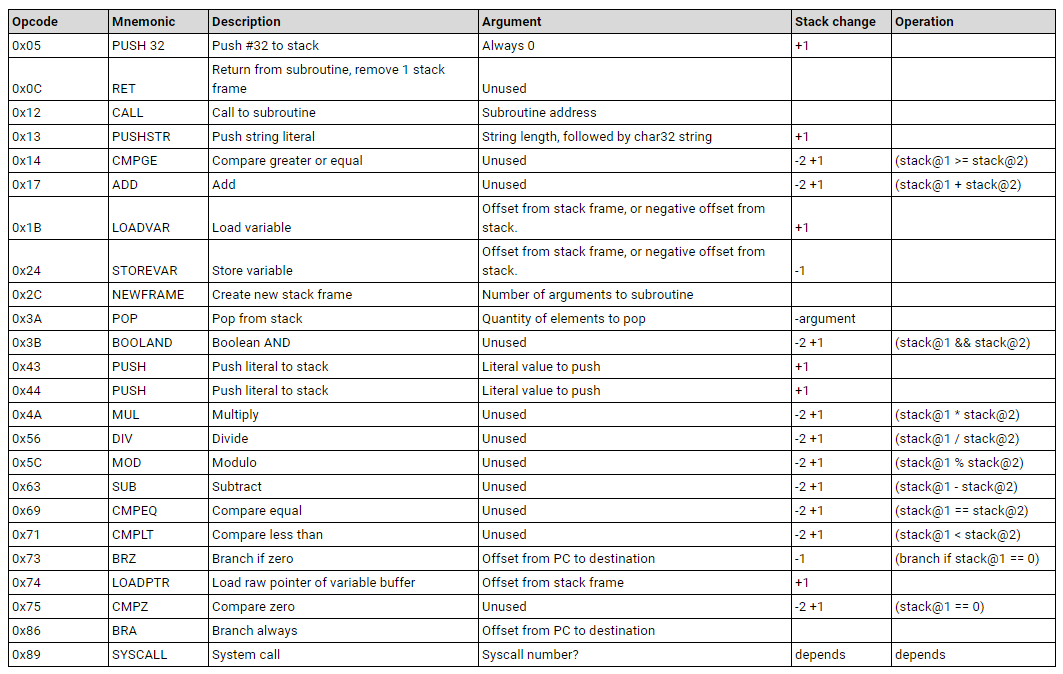 Opcode Mnemonic Description Argument Stack change Operation
0x05 PUSH 32 Push #32 to stack Always 0 +1
Return from subroutine, remove 1 stack
0x0C RET frame Unused
0x12 CALL Call to subroutine Subroutine address
0x13 PUSHSTR Push string literal String length, followed by char32 string +1
0x14 CMPGE Compare greater or equal Unused -2 +1 (stack@1 >= stack@2)
0x17 ADD Add Unused -2 +1 (stack@1 + stack@2)
Offset from stack frame, or negative offset from
0x1B LOADVAR Load variable stack. +1
Offset from stack frame, or negative offset from
0x24 STOREVAR Store variable stack. -1
0x2C NEWFRAME Create new stack frame Number of arguments to subroutine
0x3A POP Pop from stack Quantity of elements to pop -argument
0x3B BOOLAND Boolean AND Unused -2 +1 (stack@1 && stack@2)
0x43 PUSH Push literal to stack Literal value to push +1
0x44 PUSH Push literal to stack Literal value to push +1
0x4A MUL Multiply Unused -2 +1 (stack@1 * stack@2)
0x56 DIV Divide Unused -2 +1 (stack@1 / stack@2)
0x5C MOD Modulo Unused -2 +1 (stack@1 % stack@2)
0x63 SUB Subtract Unused -2 +1 (stack@1 - stack@2)
0x69 CMPEQ Compare equal Unused -2 +1 (stack@1 == stack@2)
0x71 CMPLT Compare less than Unused -2 +1 (stack@1 < stack@2)
0x73 BRZ Branch if zero Offset from PC to destination -1 (branch if stack@1 == 0)
0x74 LOADPTR Load raw pointer of variable buffer Offset from stack frame +1
0x75 CMPZ Compare zero Unused -2 +1 (stack@1 == 0)
0x86 BRA Branch always Offset from PC to destination
0x89 SYSCALL System call Syscall number? depends depends